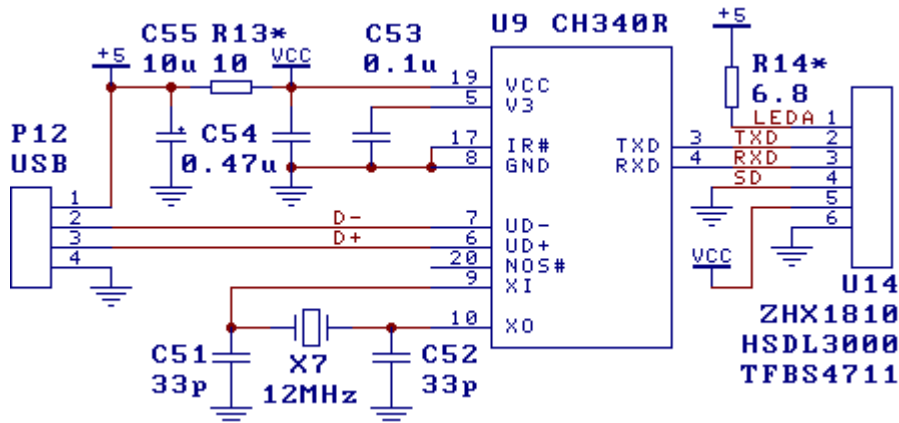 U9 CH340R
C55 R13* C53
+5 10u 10 VCC 0.1u
+5
R14*
6.8
19 VCC
5 V3
P12
USB
C54
0.47u
17 IR#
8 GND
TXD 3
RXD 4
LEDA 1
TXD 2
RXD 3
SD 4
5
6
1
2
3
4
D-
D+
7 UD-
6 UD+
20 NOS#
9 XI
10 XO
VCC
U14
ZHX1810
HSDL3000
TFBS4711
C51
33p
X7
12MHz
C52
33p